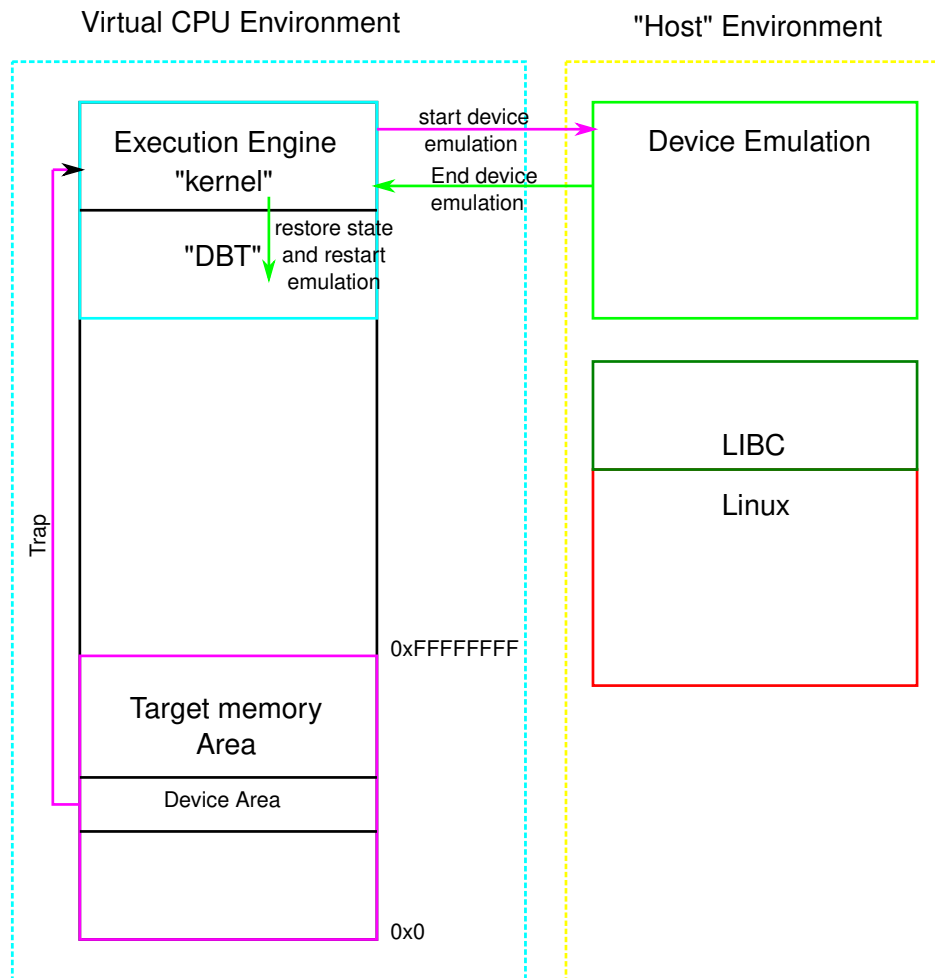 Virtual CPU Environment
"Host" Environment
Execution Engine
"kernel"
start device
emulation
Device Emulation
End device
emulation
"DBT"
restore state
and restart
emulation
LIBC
Linux
Trap
0xFFFFFFFF
Target memory
Area
Device Area
0x0